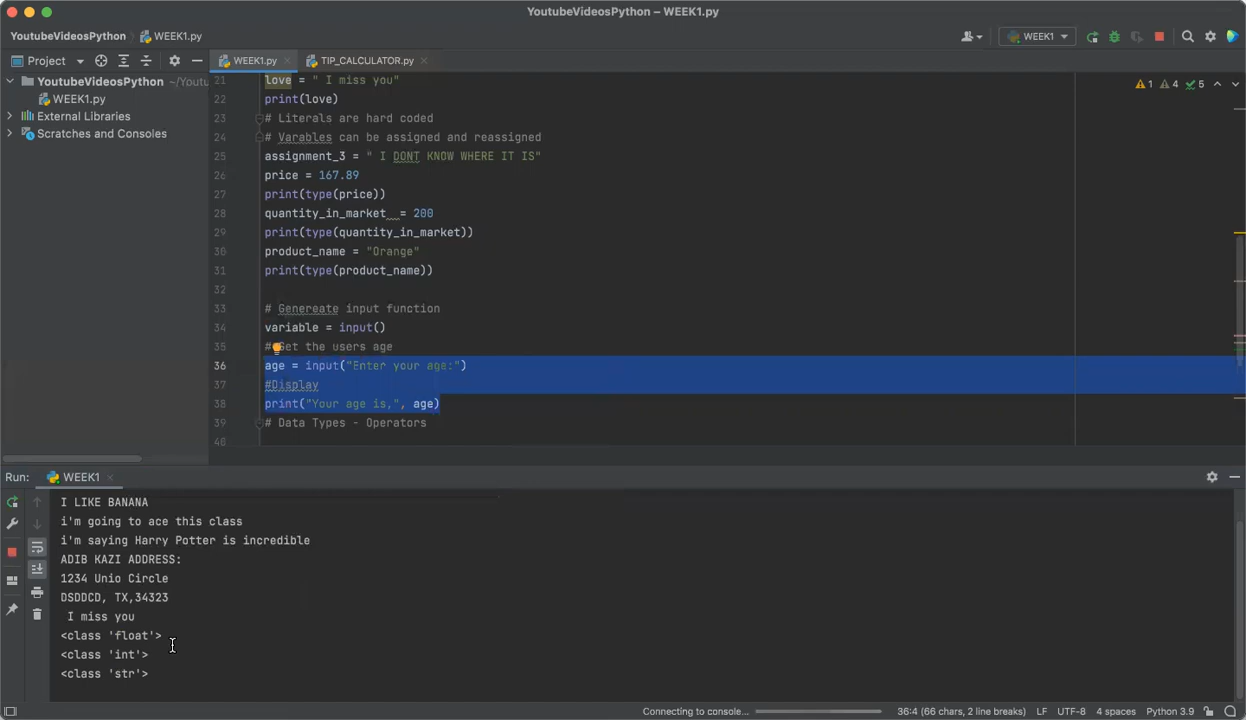 YoutubeVideosPython – WEEK1.py
YoutubeVideosPython
WEEK1.py
WEEK1
Project
WEEK1.py
TIP_CALCULATOR.py
YoutubeVideosPython ~/Youtu
WEEK1.py
External Libraries
Scratches and Consoles
1 4 5
21 love = " I miss you"
22 print(love)
23 # Literals are hard coded
24 # Varables can be assigned and reassigned
25 assignment_3 = " I DONT KNOW WHERE IT IS"
26 price = 167.89
27 print(type(price))
28 quantity_in_market  = 200
29 print(type(quantity_in_market))
30 product_name = "Orange"
31 print(type(product_name))
32
33 # Genereate input function
34 variable = input()
35 # Get the users age
36 age = input("Enter your age:")
37 #Display
38 print("Your age is,", age)
39 # Data Types - Operators
40
Run: WEEK1
I LIKE BANANA
i'm going to ace this class
i'm saying Harry Potter is incredible
ADIB KAZI ADDRESS:
1234 Unio Circle
DSDDCD, TX,34323
 I miss you
<class 'float'>
<class 'int'>
<class 'str'>
Connecting to console... 36:4 (66 chars, 2 line breaks) LF UTF-8 4 spaces Python 3.9